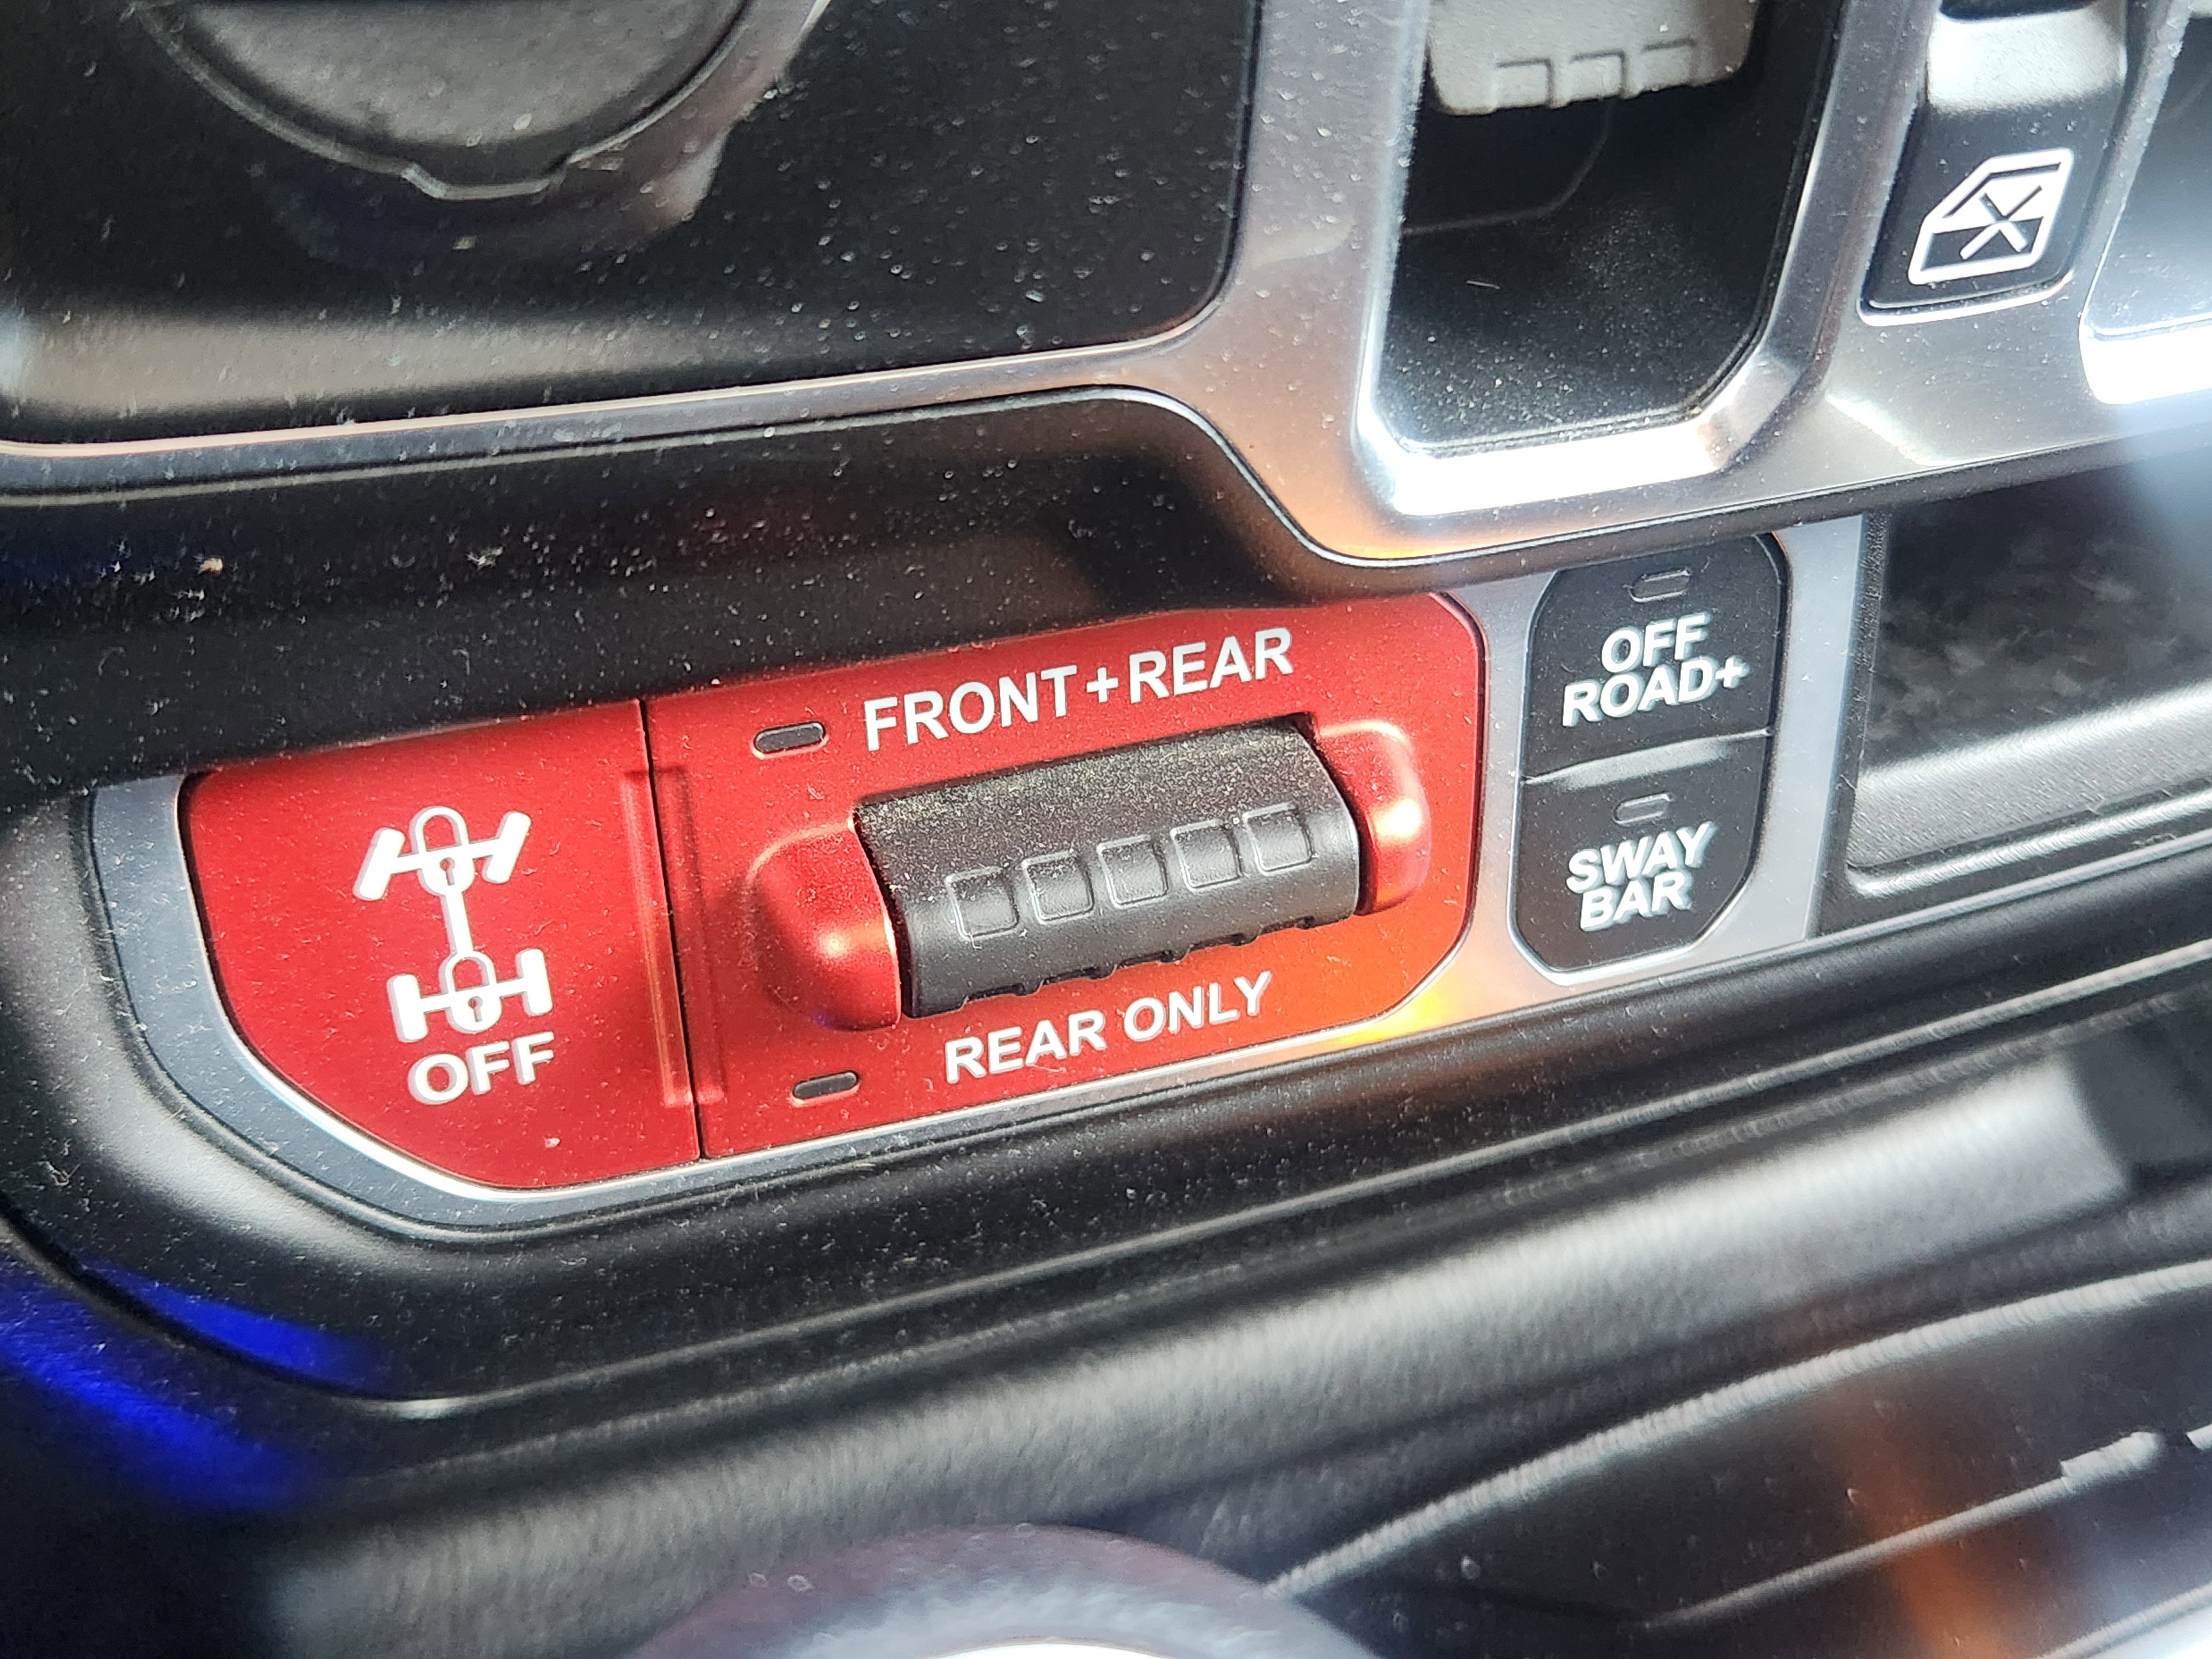 FRONT+REAR
OFF
REAR ONLY
OFF
ROAD+
SWAY
BAR